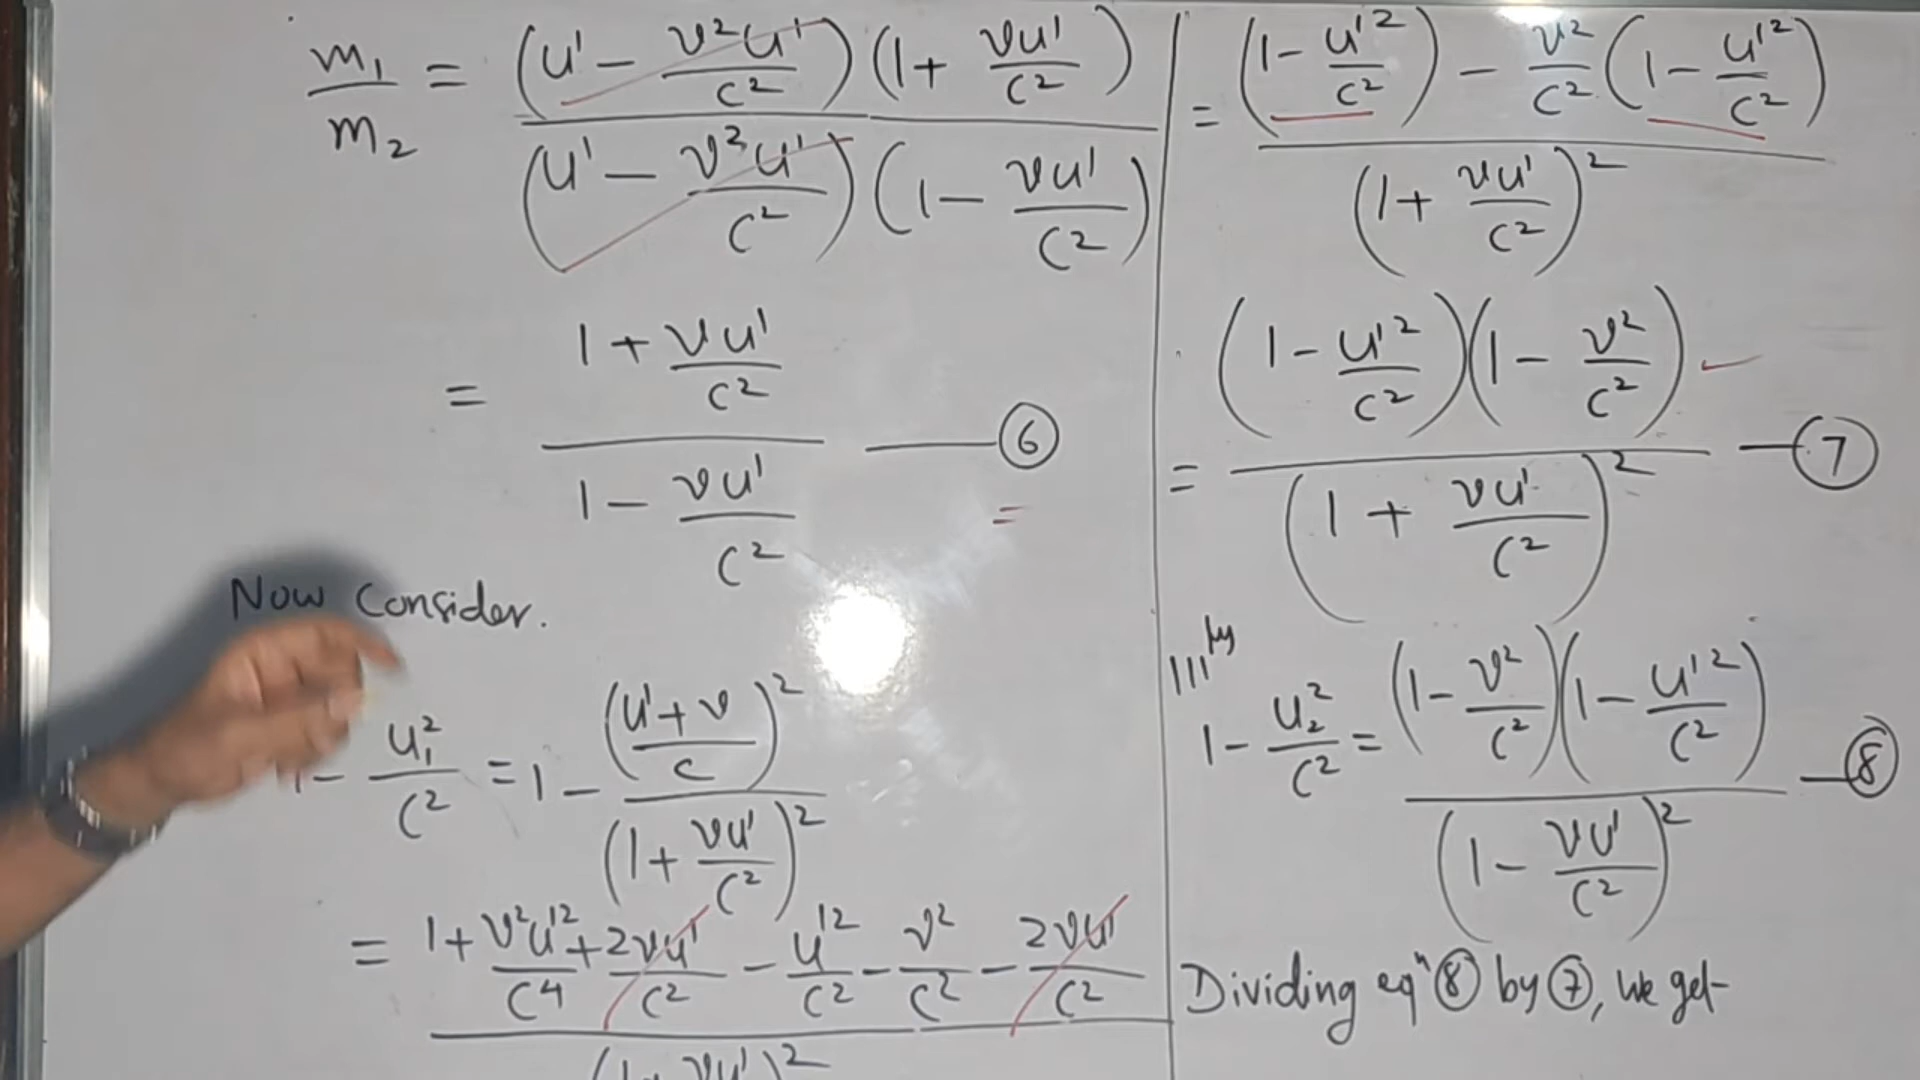 m₁/m₂ = (u' − v²u'/c²)(1 + vu'/c²) / (u' − v²u'/c²)(1 − vu'/c²)
= (1 + vu'/c²) / (1 − vu'/c²) — ⑥
=
Now Consider.
1 − u₁²/c² = 1 − ((u'+v)/c)² / (1 + vu'/c²)²
= 1 + v²u'²/c⁴ + 2vu'/c² − u'²/c² − v²/c² − 2vu'/c²
= (1 − u'²/c²) − v²/c² (1 − u'²/c²) / (1 + vu'/c²)²
= (1 − u'²/c²)(1 − v²/c²) / (1 + vu'/c²)² — ⑦
|||ly
1 − u₂²/c² = (1 − v²/c²)(1 − u'²/c²) / (1 − vu'/c²)² — ⑧
Dividing eqⁿ ⑧ by ⑦, we get-